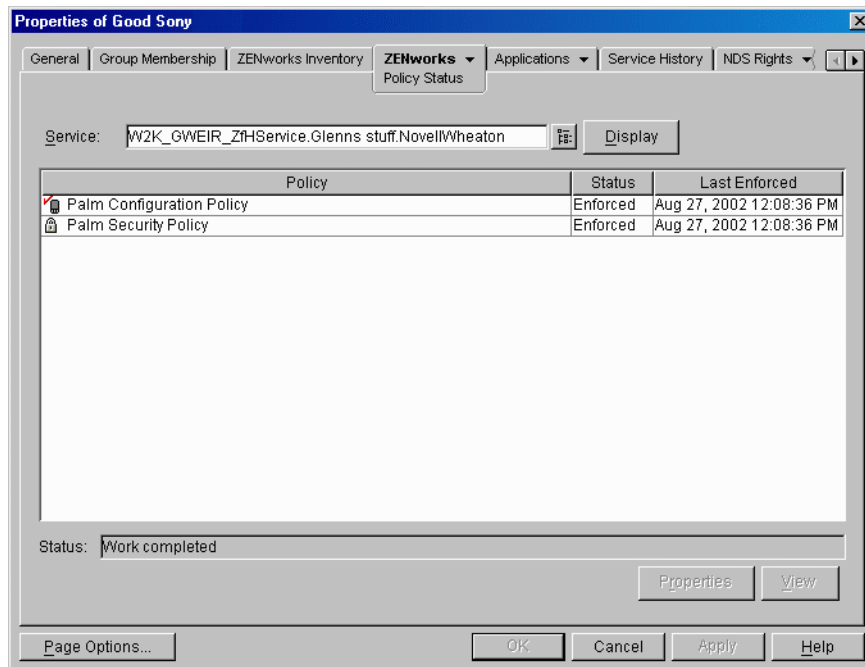 Properties of Good Sony
General Group Membership ZENworks Inventory ZENworks Applications Service History NDS Rights
Policy Status
Service: W2K_GWEIR_ZfHService.Glenns stuff.NovellWheaton Display
Policy Status Last Enforced
Palm Configuration Policy Enforced Aug 27, 2002 12:08:36 PM
Palm Security Policy Enforced Aug 27, 2002 12:08:36 PM
Status: Work completed
Properties View
Page Options... OK Cancel Apply Help